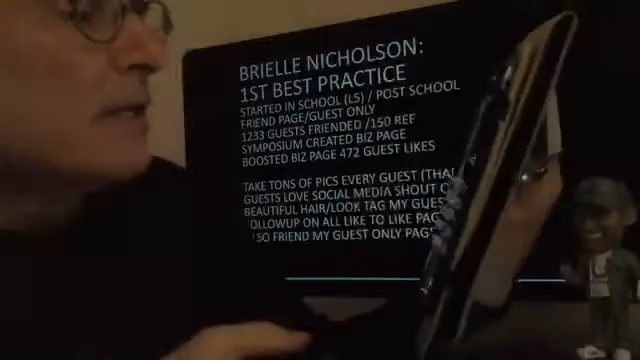 BRIELLE NICHOLSON:
1ST BEST PRACTICE
STARTED IN SCHOOL (L5) / POST SCHOOL
FRIEND PAGE/GUEST ONLY
1233 GUESTS FRIENDED /150 REF
SYMPOSIUM CREATED BIZ PAGE
BOOSTED BIZ PAGE 472 GUEST LIKES
TAKE TONS OF PICS EVERY GUEST (THA
GUESTS LOVE SOCIAL MEDIA SHOUT O
BEAUTIFUL HAIR/LOOK TAG MY GUES
OLLOWUP ON ALL LIKE TO LIKE PAG
SO FRIEND MY GUEST ONLY PAG